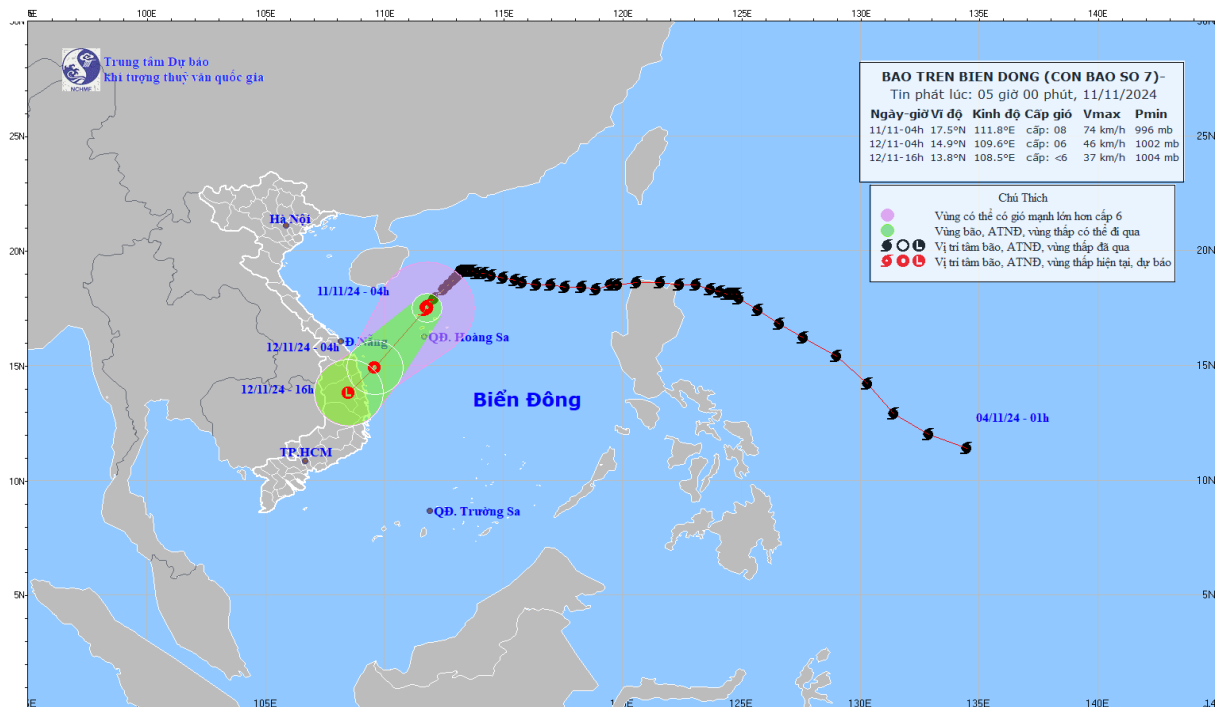 E 100E 105E 110E 115E 120E 125E 130E 135E 140E
Trung tâm Dự báo
khí tượng thuỷ văn quốc gia
NCHMF
BAO TREN BIEN DONG (CON BAO SO 7)-
Tin phát lúc: 05 giờ 00 phút, 11/11/2024
Ngày-giờ Vĩ độ Kinh độ Cấp gió Vmax Pmin
11/11-04h 17.5°N 111.8°E cấp: 08 74 km/h 996 mb
12/11-04h 14.9°N 109.6°E cấp: 06 46 km/h 1002 mb
12/11-16h 13.8°N 108.5°E cấp: <6 37 km/h 1004 mb
Chú Thích
Vùng có thể có gió mạnh lớn hơn cấp 6
Vùng bão, ATNĐ, vùng thấp có thể đi qua
L Vị trí tâm bão, ATNĐ, vùng thấp đã qua
L Vị trí tâm bão, ATNĐ, vùng thấp hiện tại, dự báo
25N 25N
Hà Nội
20N 20N
11/11/24 - 04h
QĐ. Hoàng Sa
Đ. Nẵng
12/11/24 - 04h
15N 15N
12/11/24 - 16h
L
Biển Đông
04/11/24 - 01h
TP.HCM
10N 10N
QĐ. Trường Sa
5N 5N
105E 110E 115E 125E 130E 135E 140E